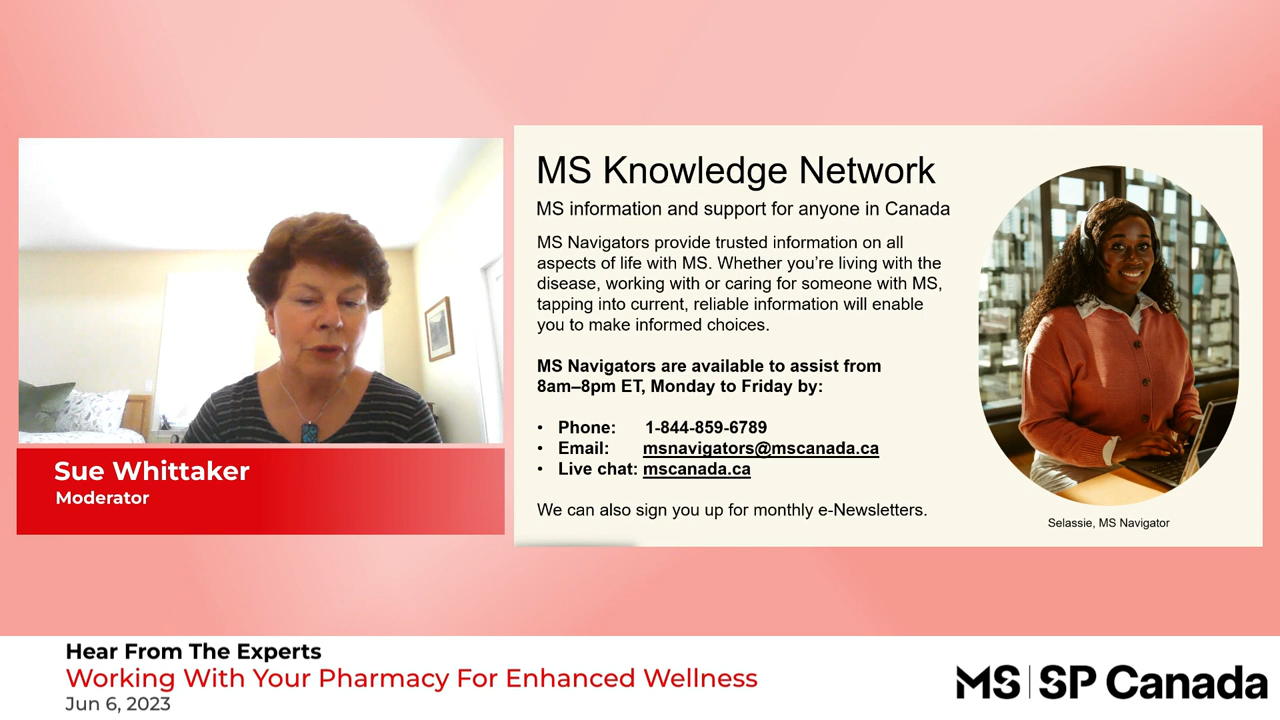 MS Knowledge Network
MS information and support for anyone in Canada
MS Navigators provide trusted information on all
aspects of life with MS. Whether you're living with the
disease, working with or caring for someone with MS,
tapping into current, reliable information will enable
you to make informed choices.
MS Navigators are available to assist from
8am–8pm ET, Monday to Friday by:
• Phone: 1-844-859-6789
• Email: msnavigators@mscanada.ca
• Live chat: mscanada.ca
We can also sign you up for monthly e-Newsletters.
Selassie, MS Navigator
Sue Whittaker
Moderator
Hear From The Experts
Working With Your Pharmacy For Enhanced Wellness
Jun 6, 2023
MS | SP Canada